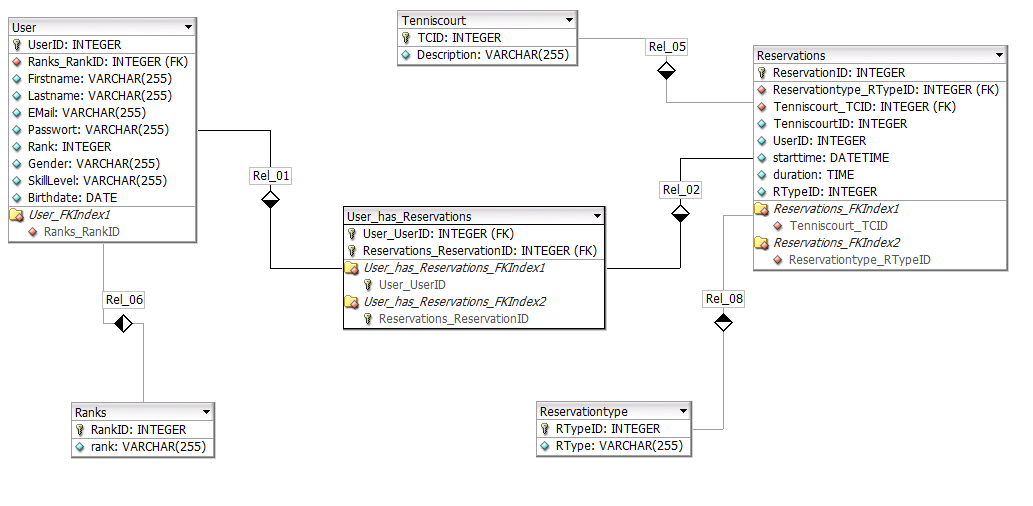 User
UserID: INTEGER
Ranks_RankID: INTEGER (FK)
Firstname: VARCHAR(255)
Lastname: VARCHAR(255)
EMail: VARCHAR(255)
Passwort: VARCHAR(255)
Rank: INTEGER
Gender: VARCHAR(255)
SkillLevel: VARCHAR(255)
Birthdate: DATE
User_FKIndex1
Ranks_RankID
Tenniscourt
TCID: INTEGER
Description: VARCHAR(255)
Rel_05
Reservations
ReservationID: INTEGER
Reservationtype_RTypeID: INTEGER (FK)
Tenniscourt_TCID: INTEGER (FK)
TenniscourtID: INTEGER
UserID: INTEGER
starttime: DATETIME
duration: TIME
RTypeID: INTEGER
Reservations_FKIndex1
Tenniscourt_TCID
Reservations_FKIndex2
Reservationtype_RTypeID
Rel_01
Rel_02
User_has_Reservations
User_UserID: INTEGER (FK)
Reservations_ReservationID: INTEGER (FK)
User_has_Reservations_FKIndex1
User_UserID
User_has_Reservations_FKIndex2
Reservations_ReservationID
Rel_06
Rel_08
Ranks
RankID: INTEGER
rank: VARCHAR(255)
Reservationtype
RTypeID: INTEGER
RType: VARCHAR(255)